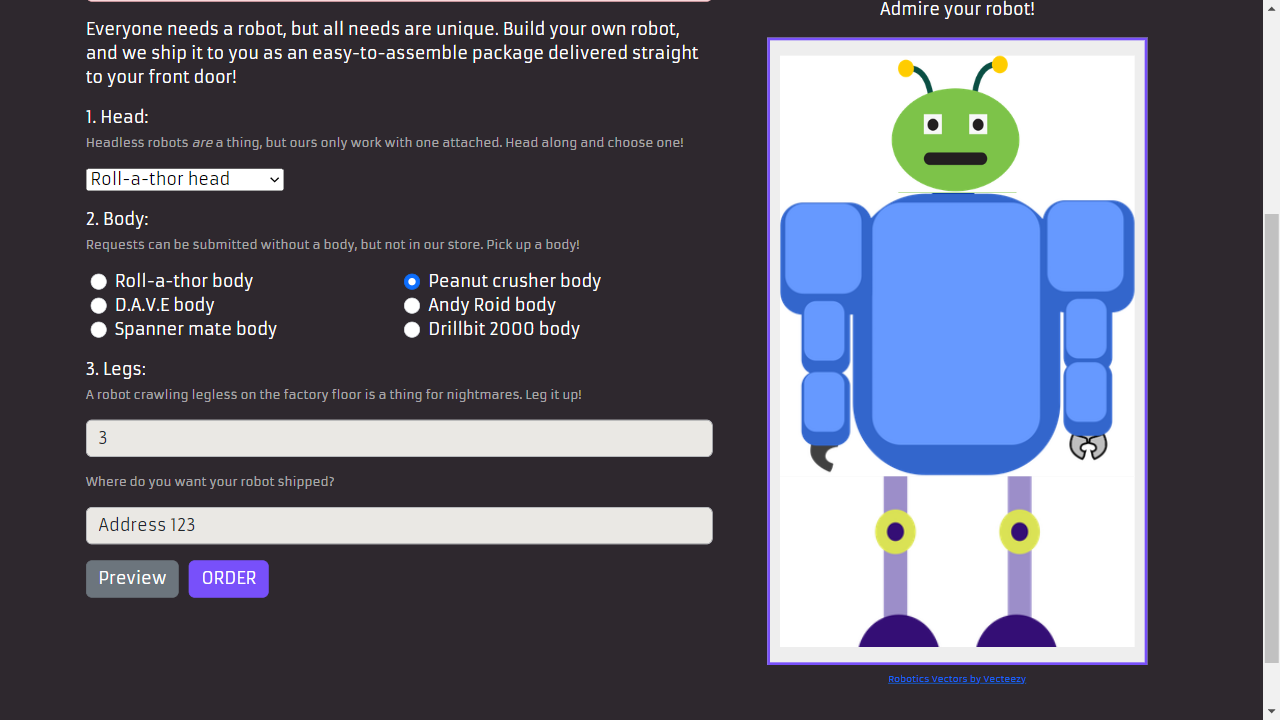 Everyone needs a robot, but all needs are unique. Build your own robot,
and we ship it to you as an easy-to-assemble package delivered straight
to your front door!
1. Head:
Headless robots are a thing, but ours only work with one attached. Head along and choose one!
Roll-a-thor head
2. Body:
Requests can be submitted without a body, but not in our store. Pick up a body!
Roll-a-thor body
Peanut crusher body
D.A.V.E body
Andy Roid body
Spanner mate body
Drillbit 2000 body
3. Legs:
A robot crawling legless on the factory floor is a thing for nightmares. Leg it up!
3
Where do you want your robot shipped?
Address 123
Preview
ORDER
Admire your robot!
Robotics Vectors by Vecteezy